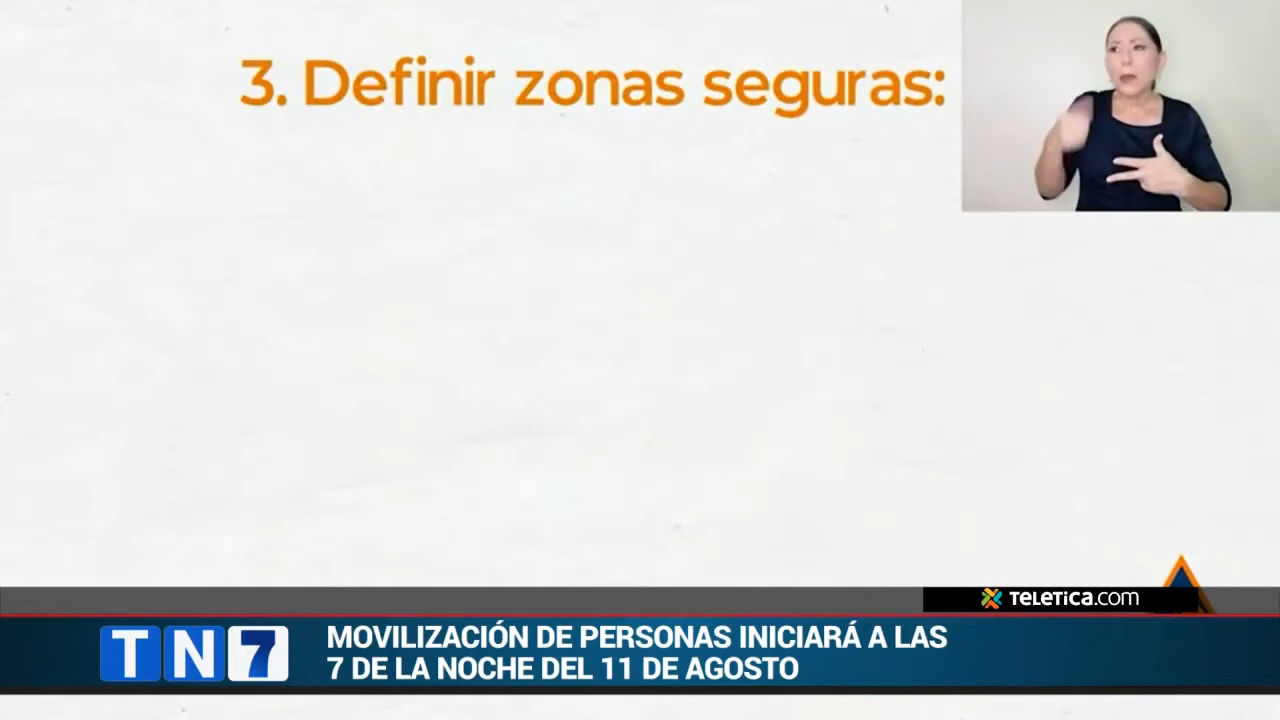 3. Definir zonas seguras:
TELETICA.com
TN7
MOVILIZACIÓN DE PERSONAS INICIARÁ A LAS
7 DE LA NOCHE DEL 11 DE AGOSTO